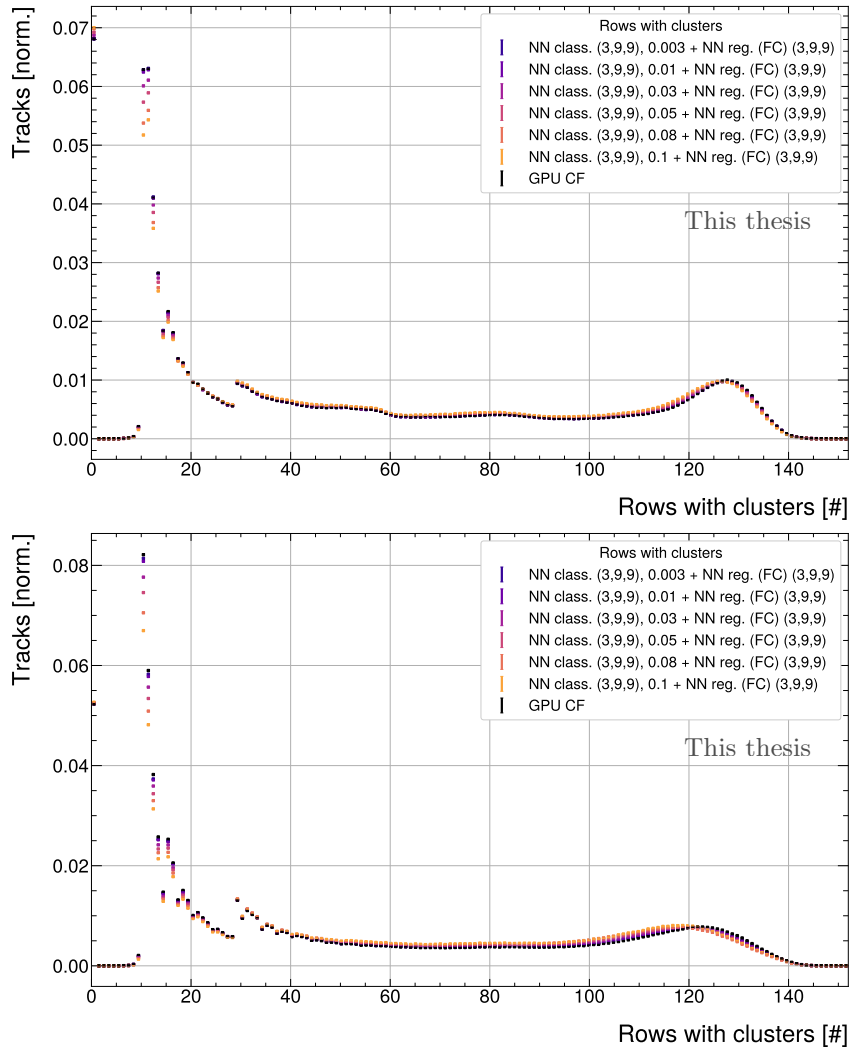 Tracks [norm.]
0.07
0.06
0.05
0.04
0.03
0.02
0.01
0.00
Rows with clusters
NN class. (3,9,9), 0.003 + NN reg. (FC) (3,9,9)
NN class. (3,9,9), 0.01 + NN reg. (FC) (3,9,9)
NN class. (3,9,9), 0.03 + NN reg. (FC) (3,9,9)
NN class. (3,9,9), 0.05 + NN reg. (FC) (3,9,9)
NN class. (3,9,9), 0.08 + NN reg. (FC) (3,9,9)
NN class. (3,9,9), 0.1 + NN reg. (FC) (3,9,9)
GPU CF
This thesis
0 20 40 60 80 100 120 140
Rows with clusters [#]
Tracks [norm.]
0.08
0.06
0.04
0.02
0.00
Rows with clusters
NN class. (3,9,9), 0.003 + NN reg. (FC) (3,9,9)
NN class. (3,9,9), 0.01 + NN reg. (FC) (3,9,9)
NN class. (3,9,9), 0.03 + NN reg. (FC) (3,9,9)
NN class. (3,9,9), 0.05 + NN reg. (FC) (3,9,9)
NN class. (3,9,9), 0.08 + NN reg. (FC) (3,9,9)
NN class. (3,9,9), 0.1 + NN reg. (FC) (3,9,9)
GPU CF
This thesis
0 20 40 60 80 100 120 140
Rows with clusters [#]